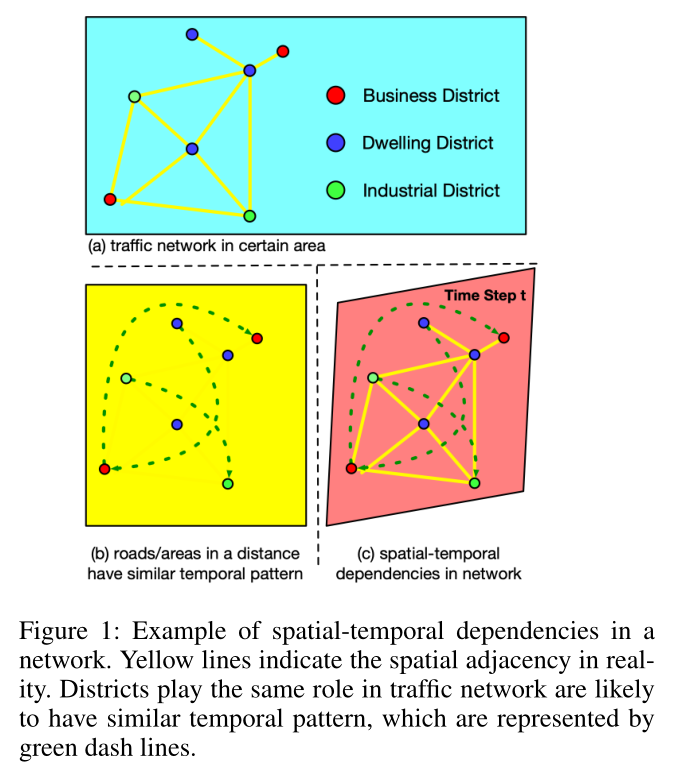 Business District
Dwelling District
Industrial District
(a) traffic network in certain area
Time Step t
(b) roads/areas in a distance
have similar temporal pattern
(c) spatial-temporal
dependencies in network
Figure 1: Example of spatial-temporal dependencies in a
network. Yellow lines indicate the spatial adjacency in real-
ity. Districts play the same role in traffic network are likely
to have similar temporal pattern, which are represented by
green dash lines.